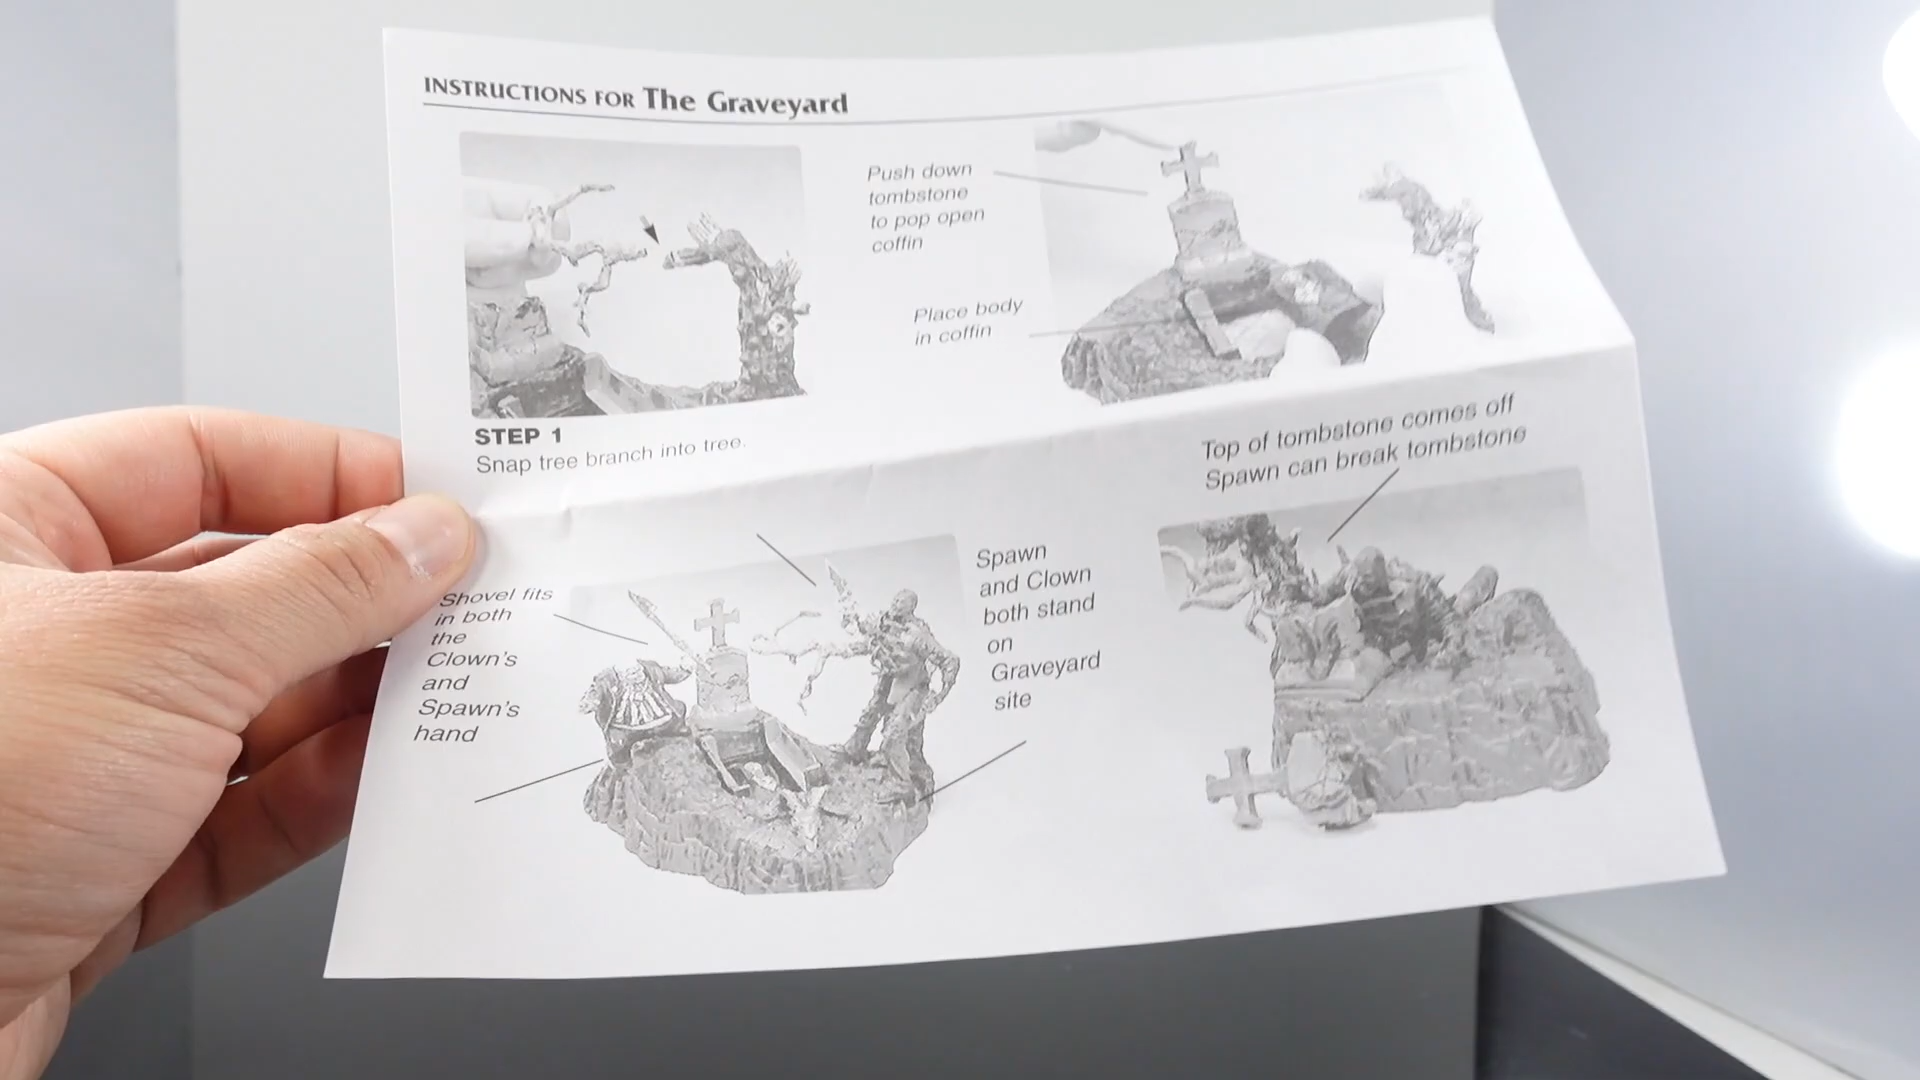 INSTRUCTIONS FOR The Graveyard
Push down
tombstone
to pop open
coffin
Place body
in coffin
STEP 1
Snap tree branch into tree.
Top of tombstone comes off
Spawn can break tombstone
Shovel fits
in both
the
Clown's
and
Spawn's
hand
Spawn
and Clown
both stand
on
Graveyard
site